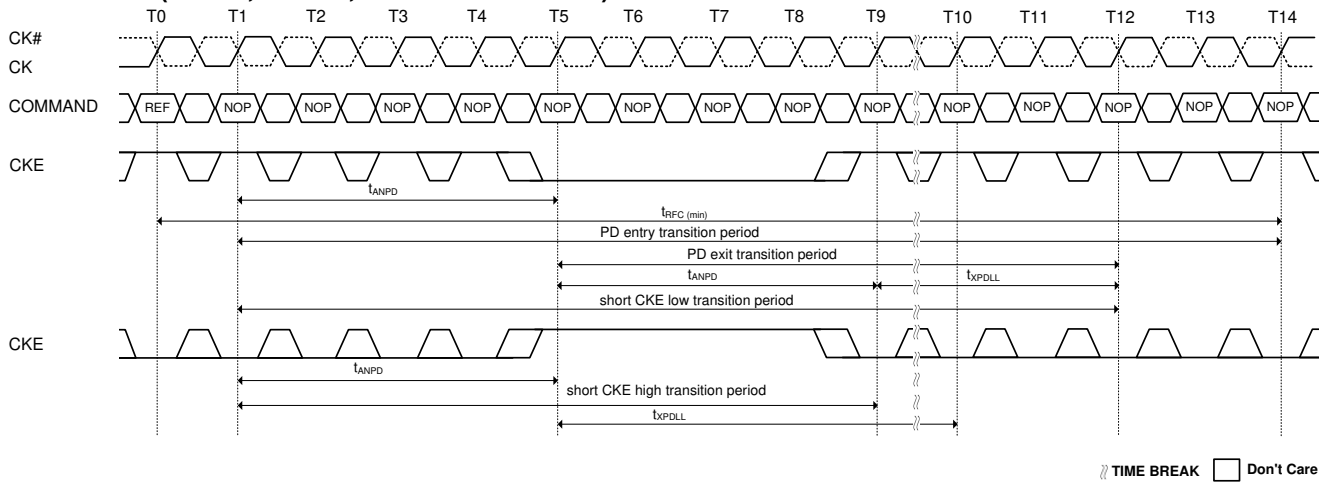 T0 T1 T2 T3 T4 T5 T6 T7 T8 T9 T10 T11 T12 T13 T14
CK#
CK
COMMAND REF NOP NOP NOP NOP NOP NOP NOP NOP NOP NOP NOP NOP NOP NOP
CKE
tANPD
tRFC (min)
PD entry transition period
PD exit transition period
tANPD tXPDLL
short CKE low transition period
CKE
tANPD
short CKE high transition period
tXPDLL
TIME BREAK Don't Care